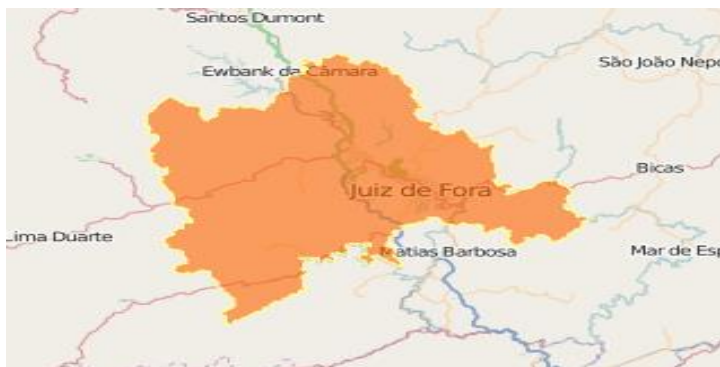 Santos Dumont
Ewbank da Câmara
São João Nepo
Bicas
Juiz de Fora
Lima Duarte
Matias Barbosa
Mar de Esp